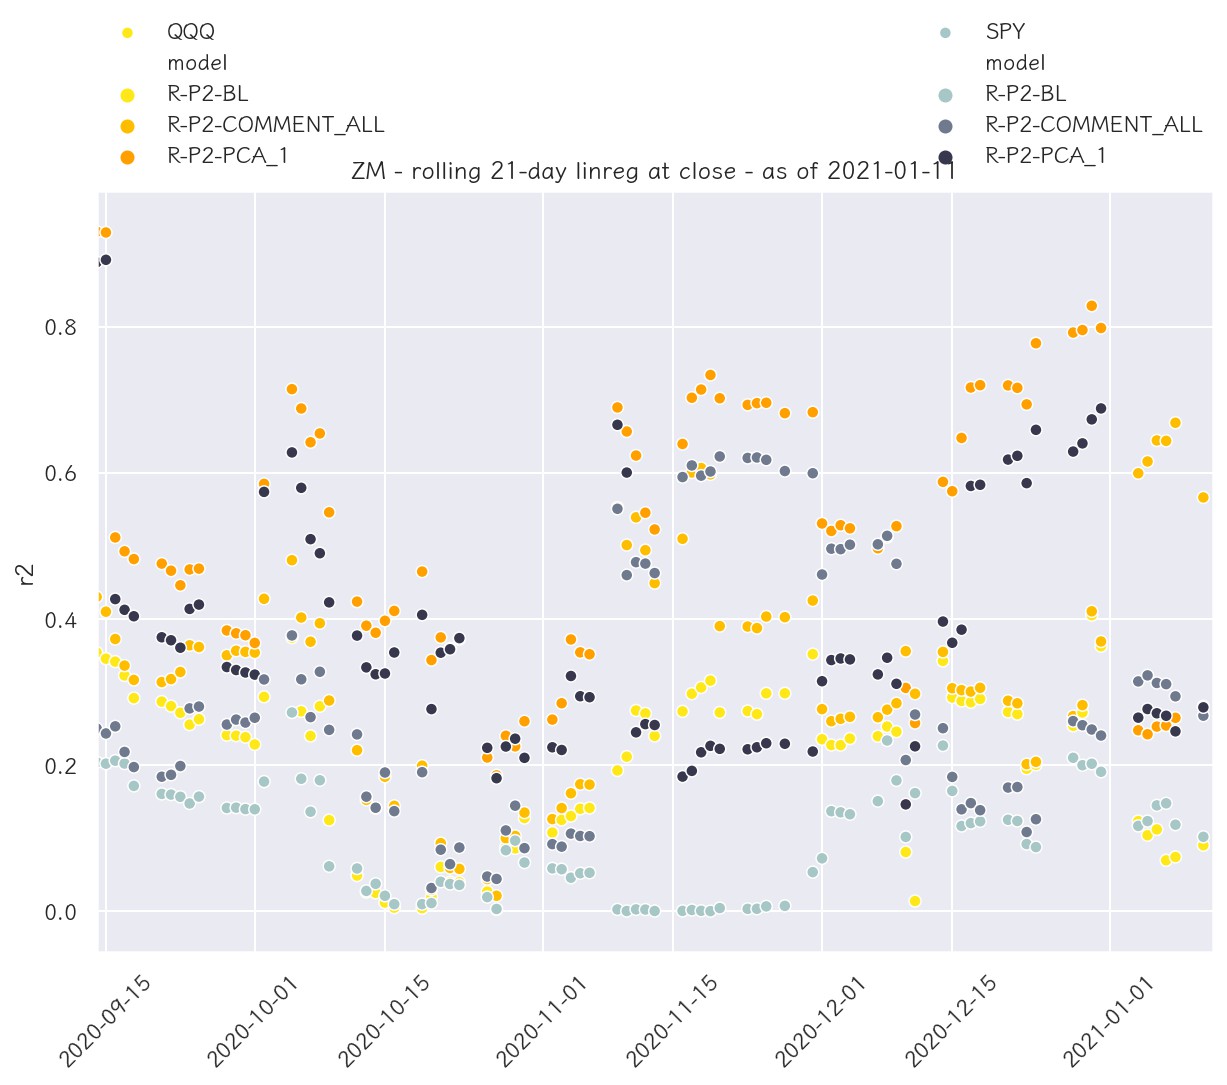 QQQ
model
R-P2-BL
R-P2-COMMENT_ALL
R-P2-PCA_1
SPY
model
R-P2-BL
R-P2-COMMENT_ALL
R-P2-PCA_1
ZM - rolling 21-day linreg at close - as of 2021-01-11
r2
0.8
0.6
0.4
0.2
0.0
2020-09-15
2020-10-01
2020-10-15
2020-11-01
2020-11-15
2020-12-01
2020-12-15
2021-01-01